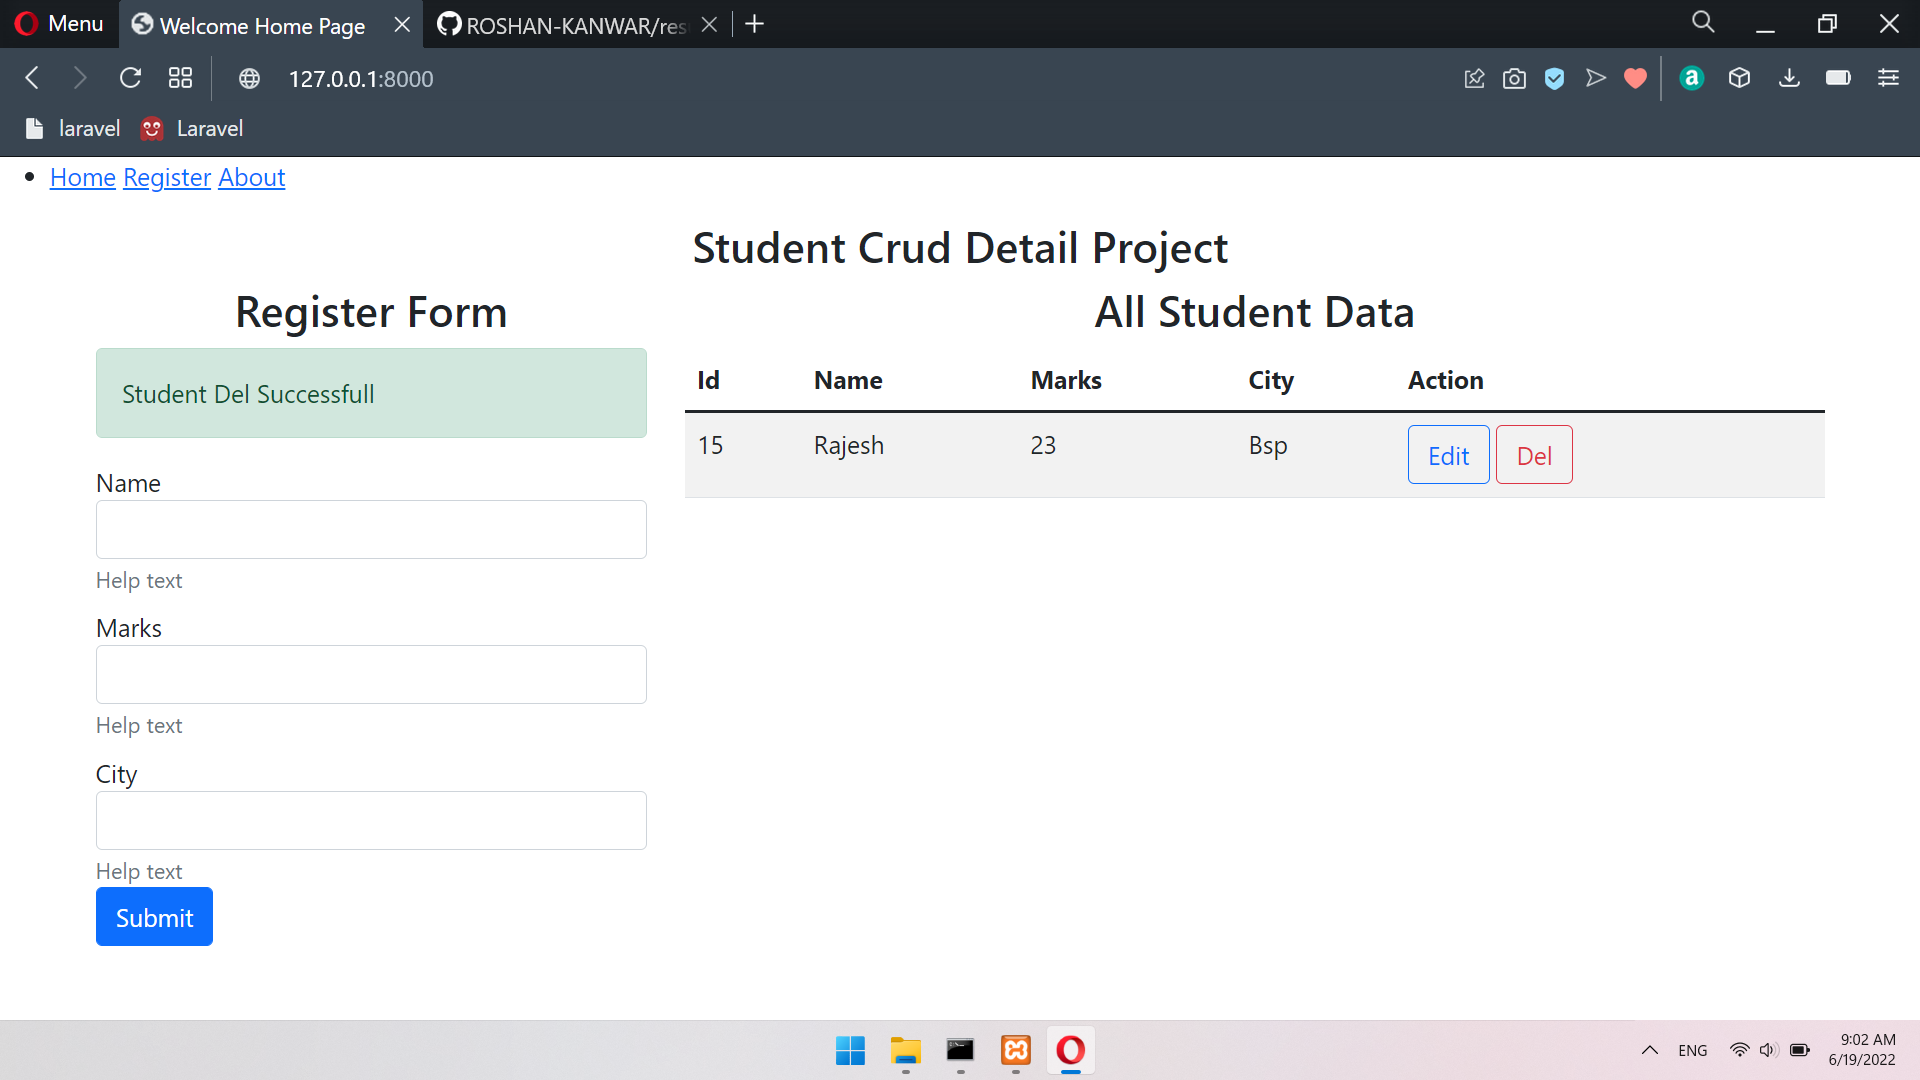 Menu
Welcome Home Page
ROSHAN-KANWAR/res
127.0.0.1:8000
laravel
Laravel
Home Register About
Student Crud Detail Project
Register Form
Student Del Successfull
Name
Help text
Marks
Help text
City
Help text
Submit
All Student Data
Id Name Marks City Action
15 Rajesh 23 Bsp Edit Del
ENG
9:02 AM
6/19/2022